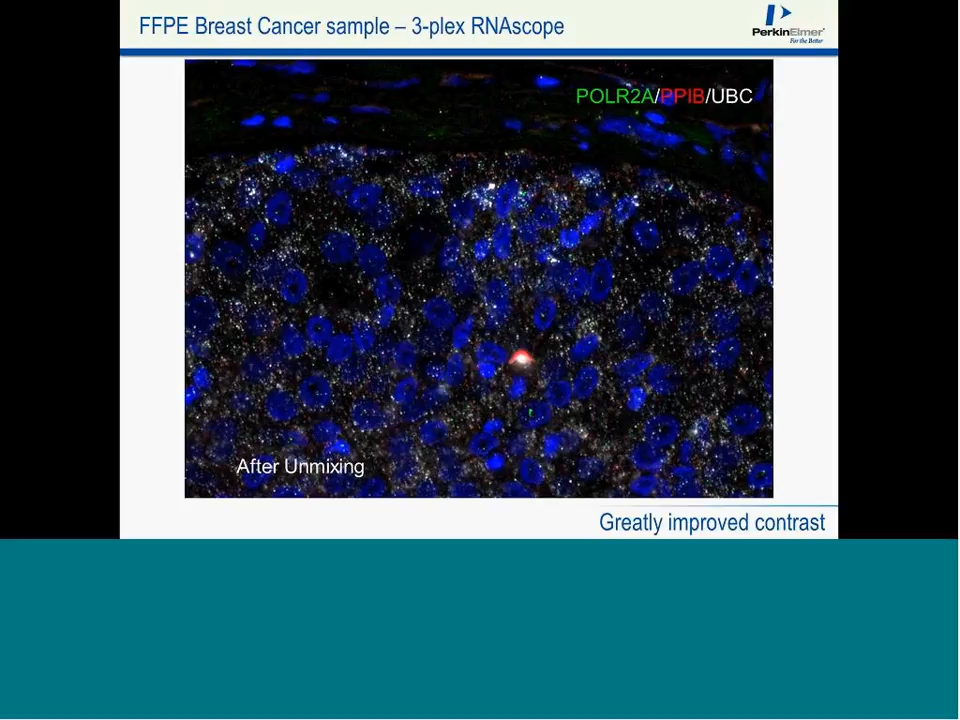 FFPE Breast Cancer sample – 3-plex RNAscope
PerkinElmer
For the Better
POLR2A/PPIB/UBC
After Unmixing
Greatly improved contrast